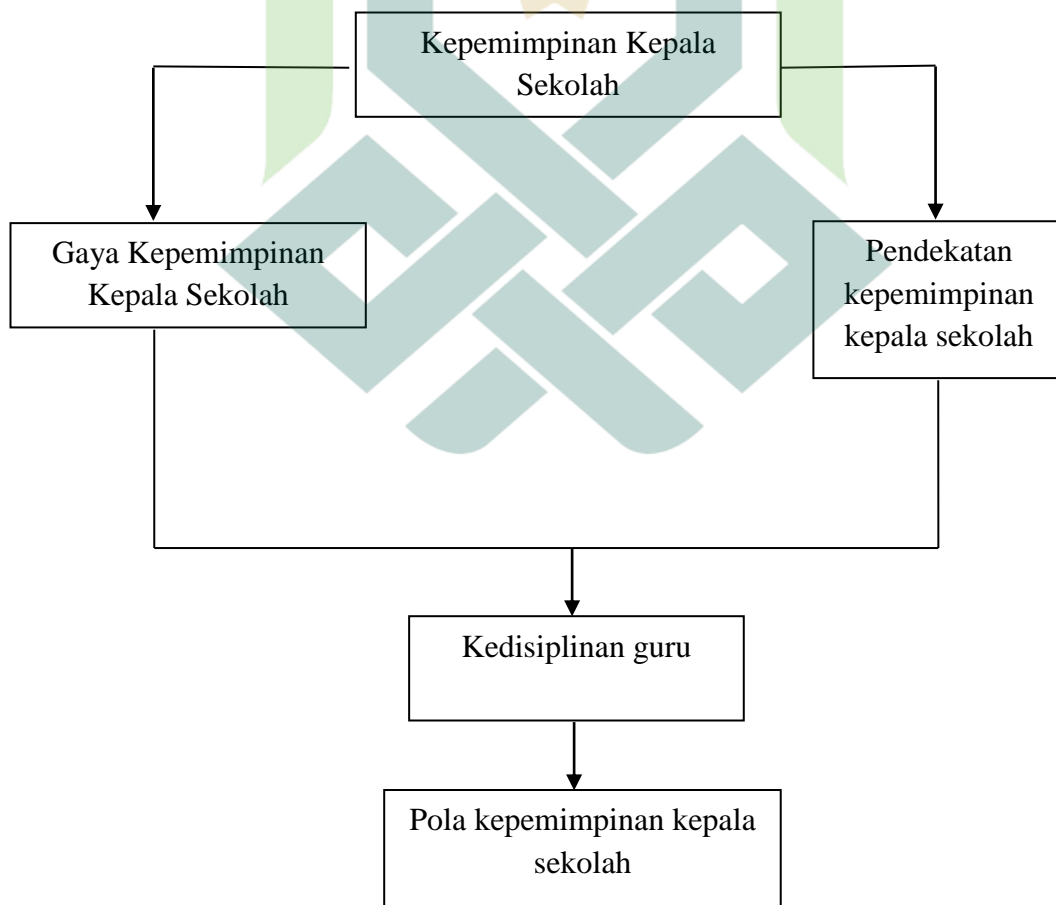 Kepemimpinan Kepala
Sekolah
Gaya Kepemimpinan
Kepala Sekolah
Pendekatan
kepemimpinan
kepala sekolah
Kedisiplinan guru
Pola kepemimpinan kepala
sekolah